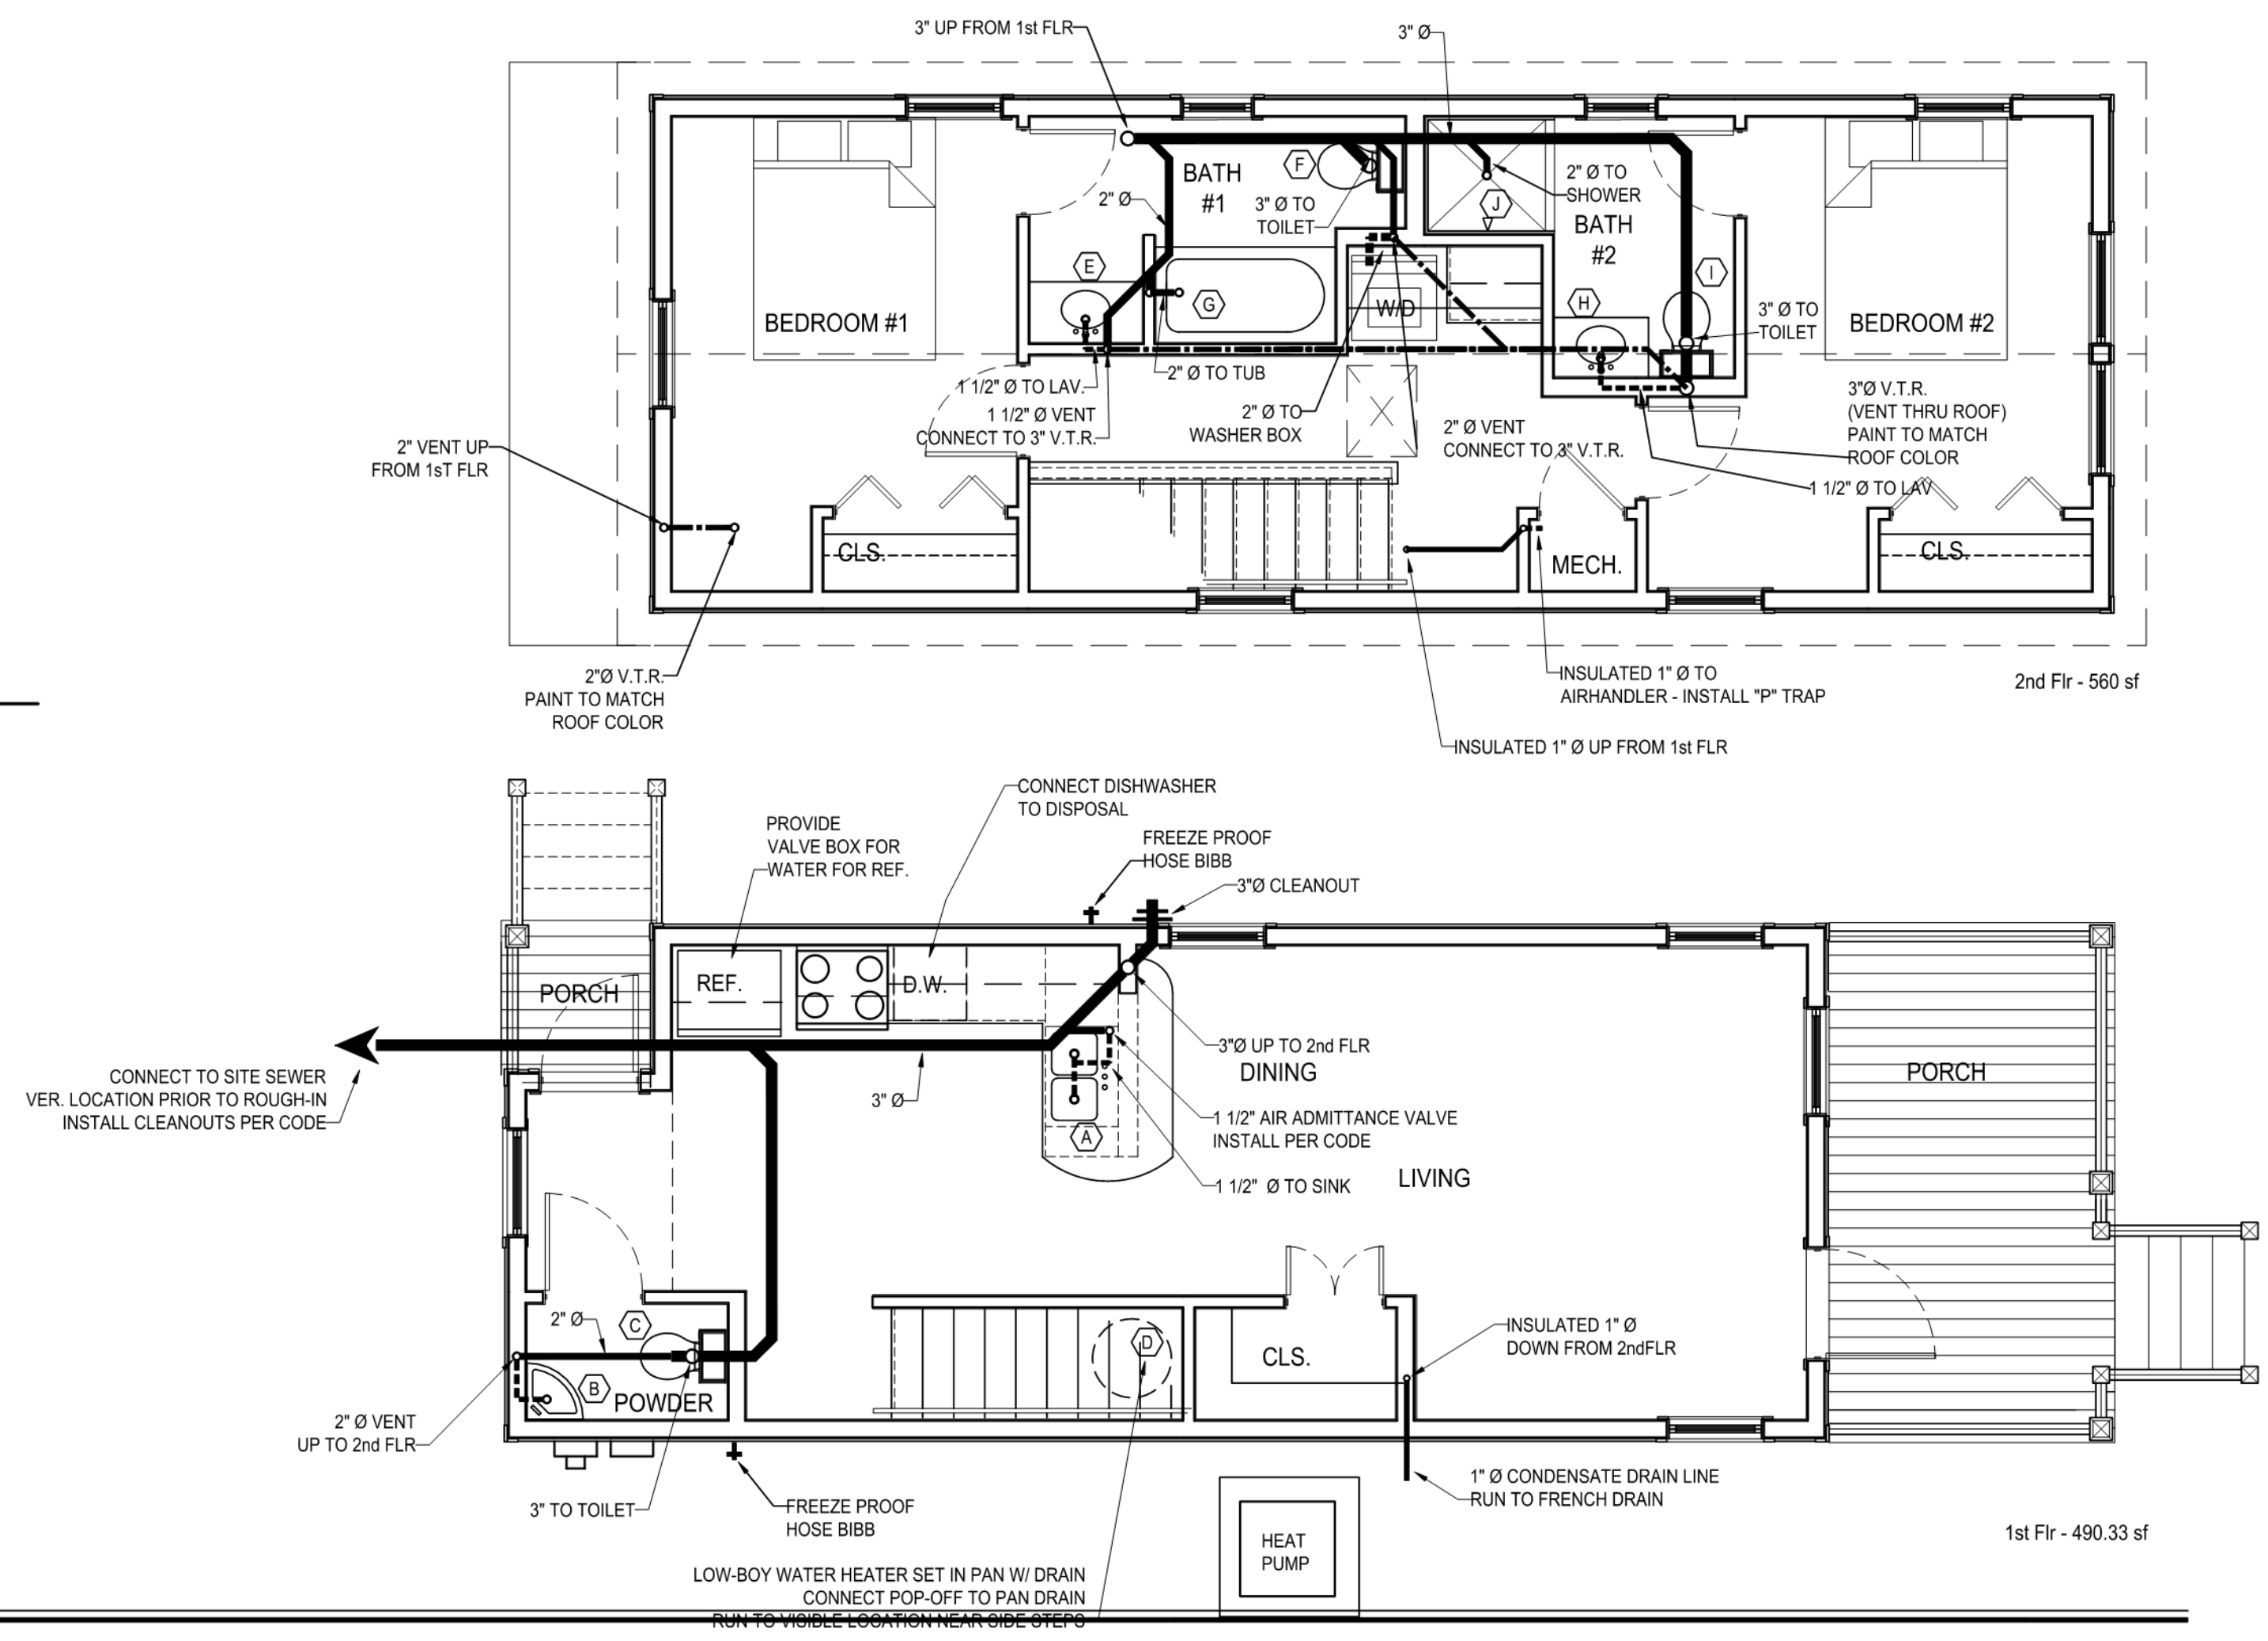 3" UP FROM 1st FLR
3" Ø
BATH
#1
F
3" Ø TO
TOILET
2" Ø
2" Ø TO
SHOWER
J
BATH
#2
E
G
W/D
H
I
3" Ø TO
TOILET
BEDROOM #1
BEDROOM #2
1 1/2" Ø TO LAV.
2" Ø TO TUB
1 1/2" Ø VENT
CONNECT TO 3" V.T.R.
2" Ø TO
WASHER BOX
2" Ø VENT
CONNECT TO 3" V.T.R.
3"Ø V.T.R.
(VENT THRU ROOF)
PAINT TO MATCH
ROOF COLOR
1 1/2" Ø TO LAV
2" VENT UP
FROM 1sT FLR
CLS.
MECH.
CLS.
2"Ø V.T.R.
PAINT TO MATCH
ROOF COLOR
INSULATED 1" Ø TO
AIRHANDLER - INSTALL "P" TRAP
INSULATED 1" Ø UP FROM 1st FLR
2nd Flr - 560 sf
CONNECT DISHWASHER
TO DISPOSAL
PROVIDE
VALVE BOX FOR
WATER FOR REF.
FREEZE PROOF
HOSE BIBB
3"Ø CLEANOUT
PORCH
REF.
D.W.
3"Ø UP TO 2nd FLR
DINING
PORCH
CONNECT TO SITE SEWER
VER. LOCATION PRIOR TO ROUGH-IN
INSTALL CLEANOUTS PER CODE
3" Ø
A
1 1/2" AIR ADMITTANCE VALVE
INSTALL PER CODE
1 1/2" Ø TO SINK
LIVING
2" Ø
C
B
POWDER
D
CLS.
INSULATED 1" Ø
DOWN FROM 2ndFLR
2" Ø VENT
UP TO 2nd FLR
3" TO TOILET
FREEZE PROOF
HOSE BIBB
1" Ø CONDENSATE DRAIN LINE
RUN TO FRENCH DRAIN
HEAT
PUMP
1st Flr - 490.33 sf
LOW-BOY WATER HEATER SET IN PAN W/ DRAIN
CONNECT POP-OFF TO PAN DRAIN
RUN TO VISIBLE LOCATION NEAR SIDE STEPS